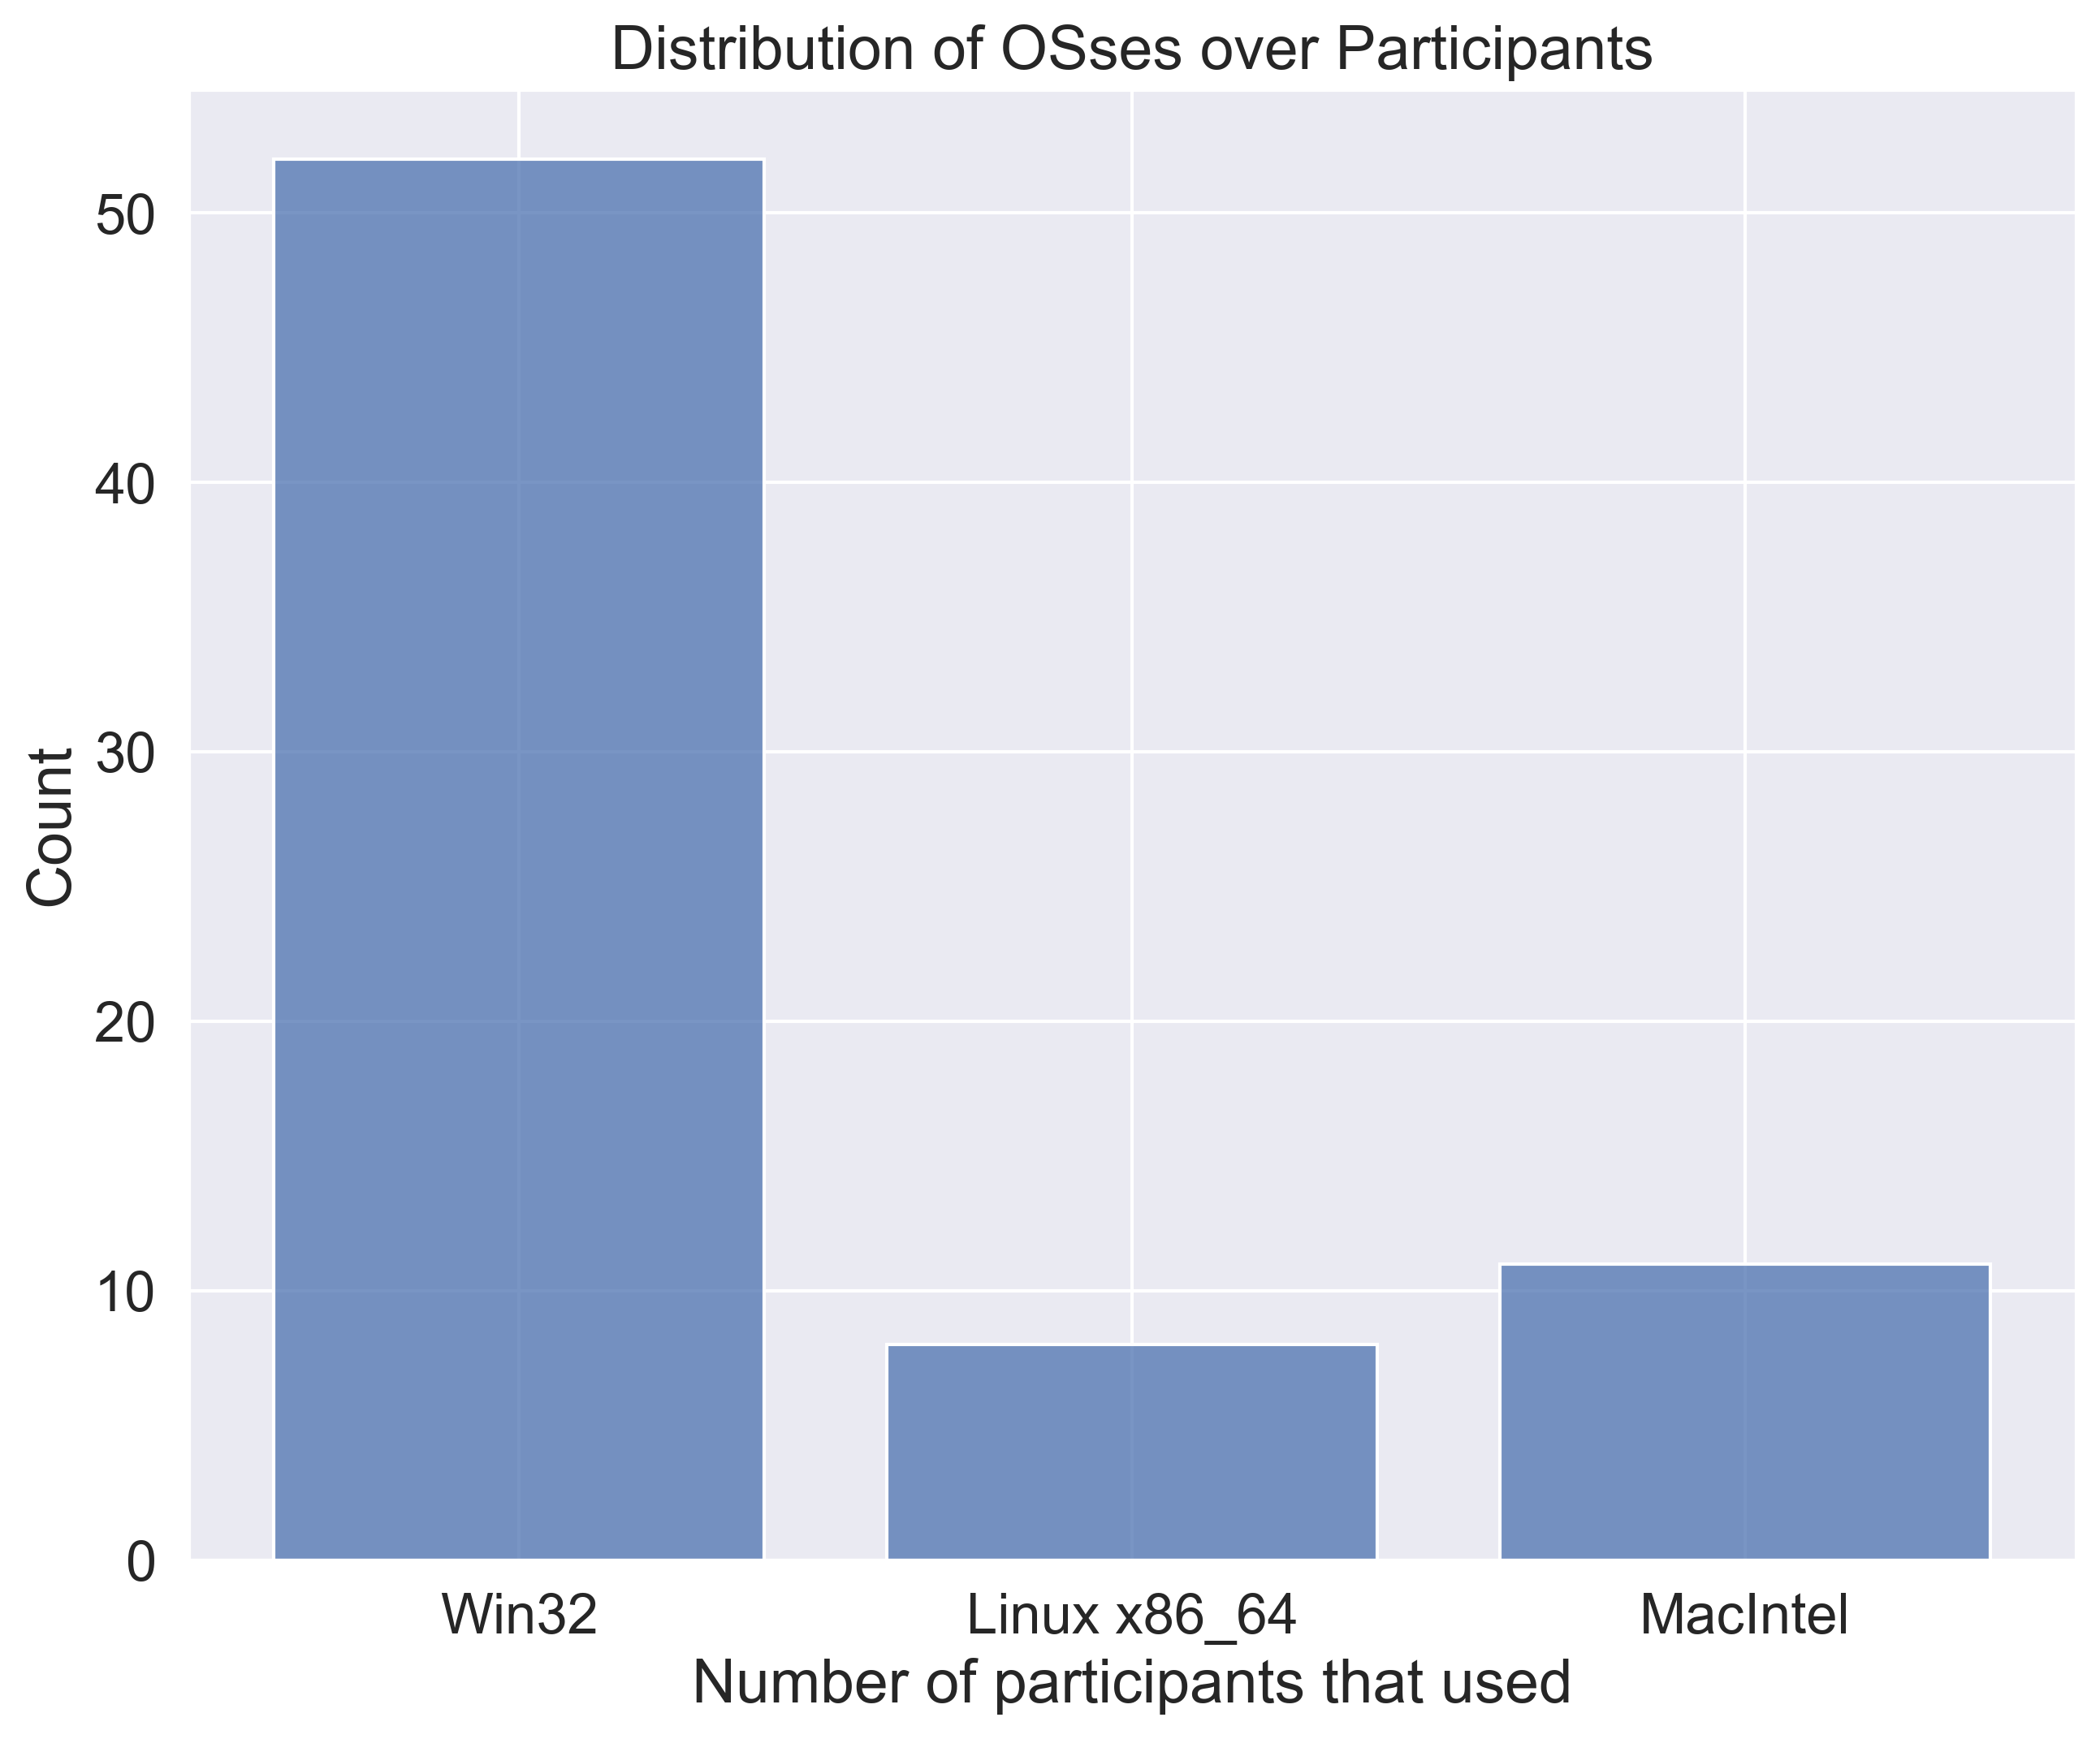 Distribution of OSses over Participants
50
40
30
20
10
0
Count
Win32
Linux x86_64
MacIntel
Number of participants that used